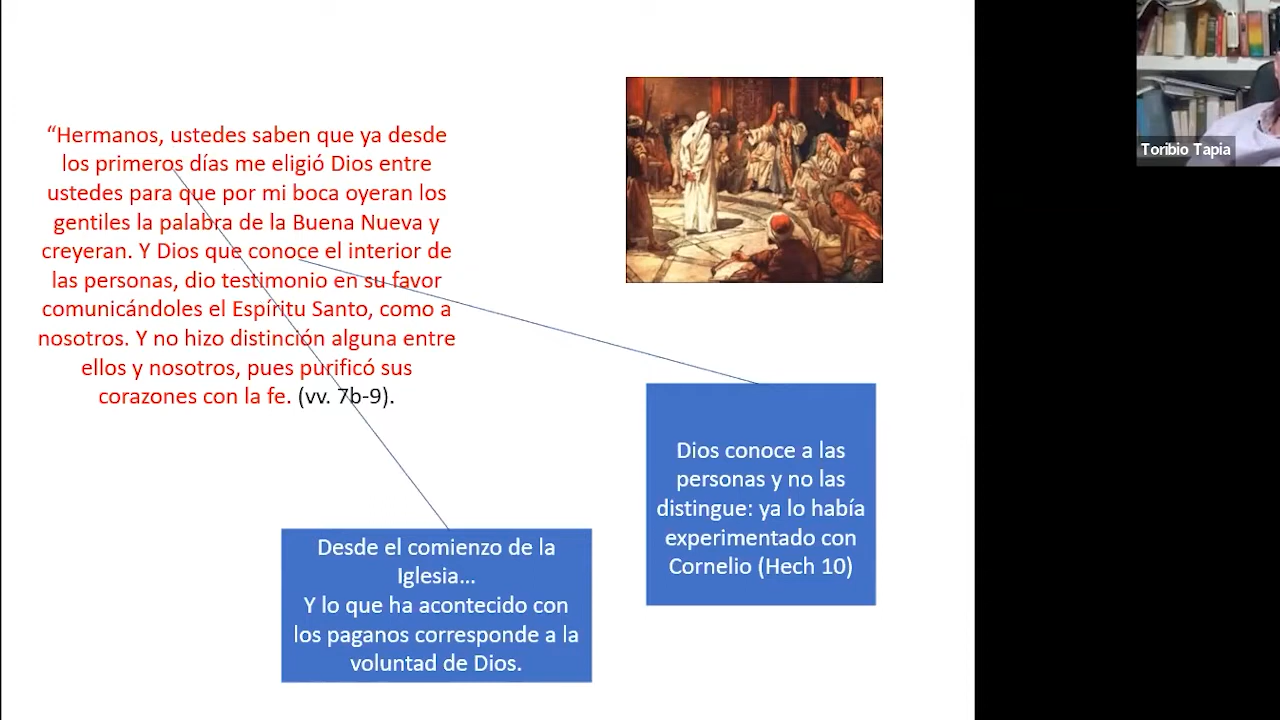 “Hermanos, ustedes saben que ya desde
los primeros días me eligió Dios entre
ustedes para que por mi boca oyeran los
gentiles la palabra de la Buena Nueva y
creyeran. Y Dios que conoce el interior de
las personas, dio testimonio en su favor
comunicándoles el Espíritu Santo, como a
nosotros. Y no hizo distinción alguna entre
ellos y nosotros, pues purificó sus
corazones con la fe. (vv. 7b-9).
Desde el comienzo de la
Iglesia...
Y lo que ha acontecido con
los paganos corresponde a la
voluntad de Dios.
Dios conoce a las
personas y no las
distingue: ya lo había
experimentado con
Cornelio (Hech 10)
Toribio Tapia